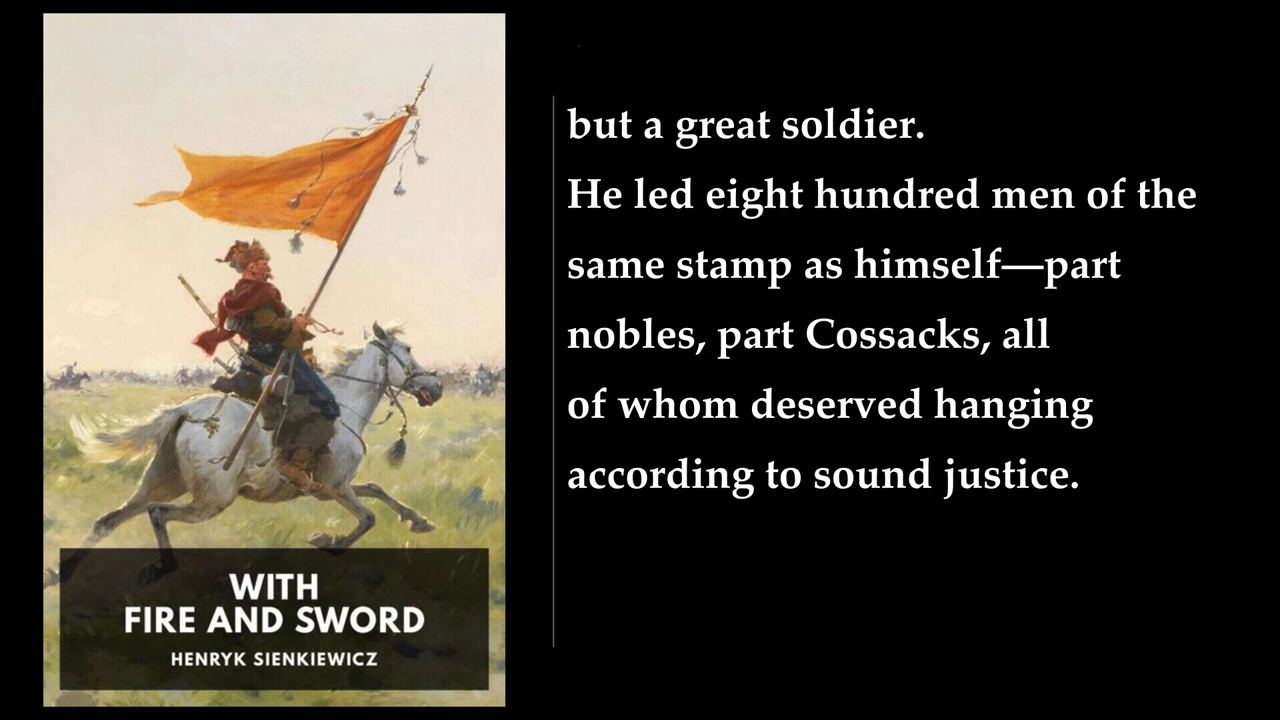 WITH
FIRE AND SWORD
HENRYK SIENKIEWICZ
but a great soldier.
He led eight hundred men of the
same stamp as himself—part
nobles, part Cossacks, all
of whom deserved hanging
according to sound justice.